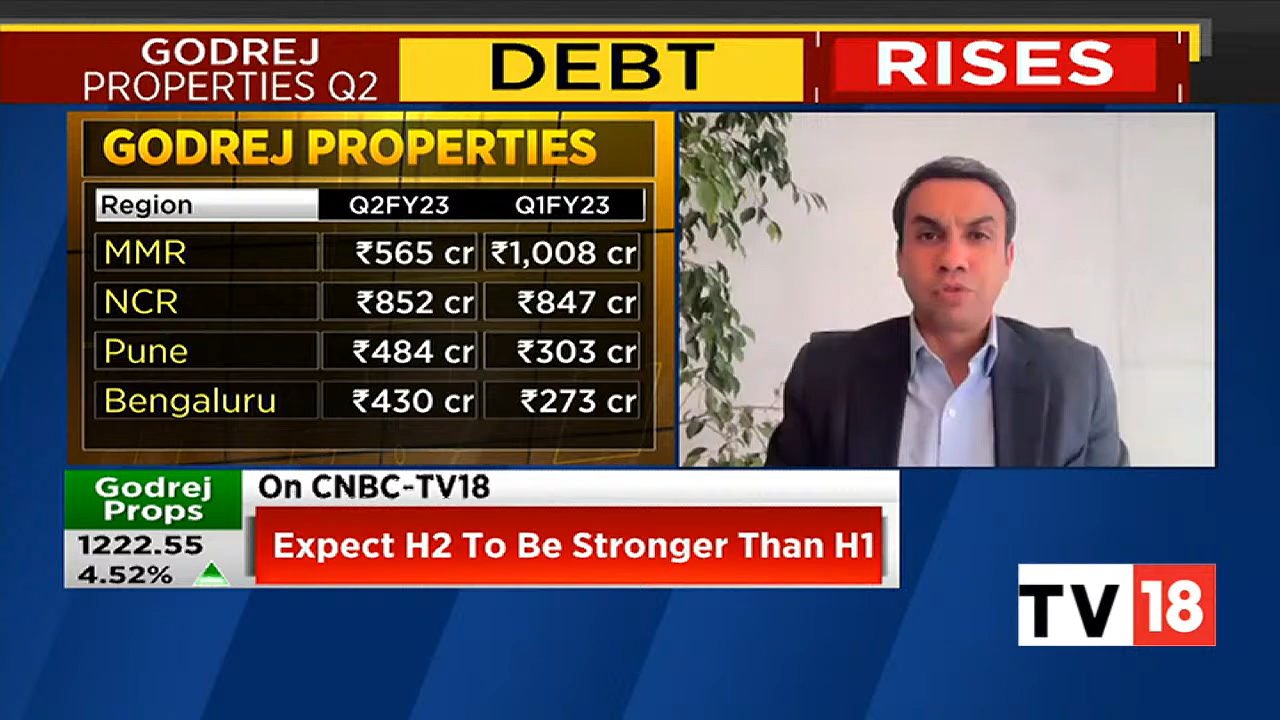 GODREJ
PROPERTIES Q2
DEBT
RISES
GODREJ PROPERTIES
Region Q2FY23 Q1FY23
MMR ₹565 cr ₹1,008 cr
NCR ₹852 cr ₹847 cr
Pune ₹484 cr ₹303 cr
Bengaluru ₹430 cr ₹273 cr
Godrej
Props
1222.55
4.52%
On CNBC-TV18
Expect H2 To Be Stronger Than H1
TV18